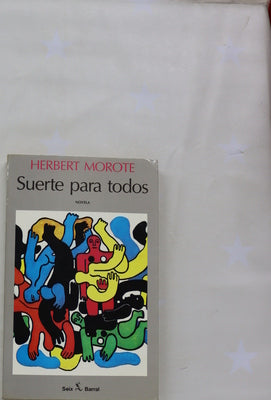 HERBERT MOROTE
Suerte para todos
NOVELA
Seix Barral